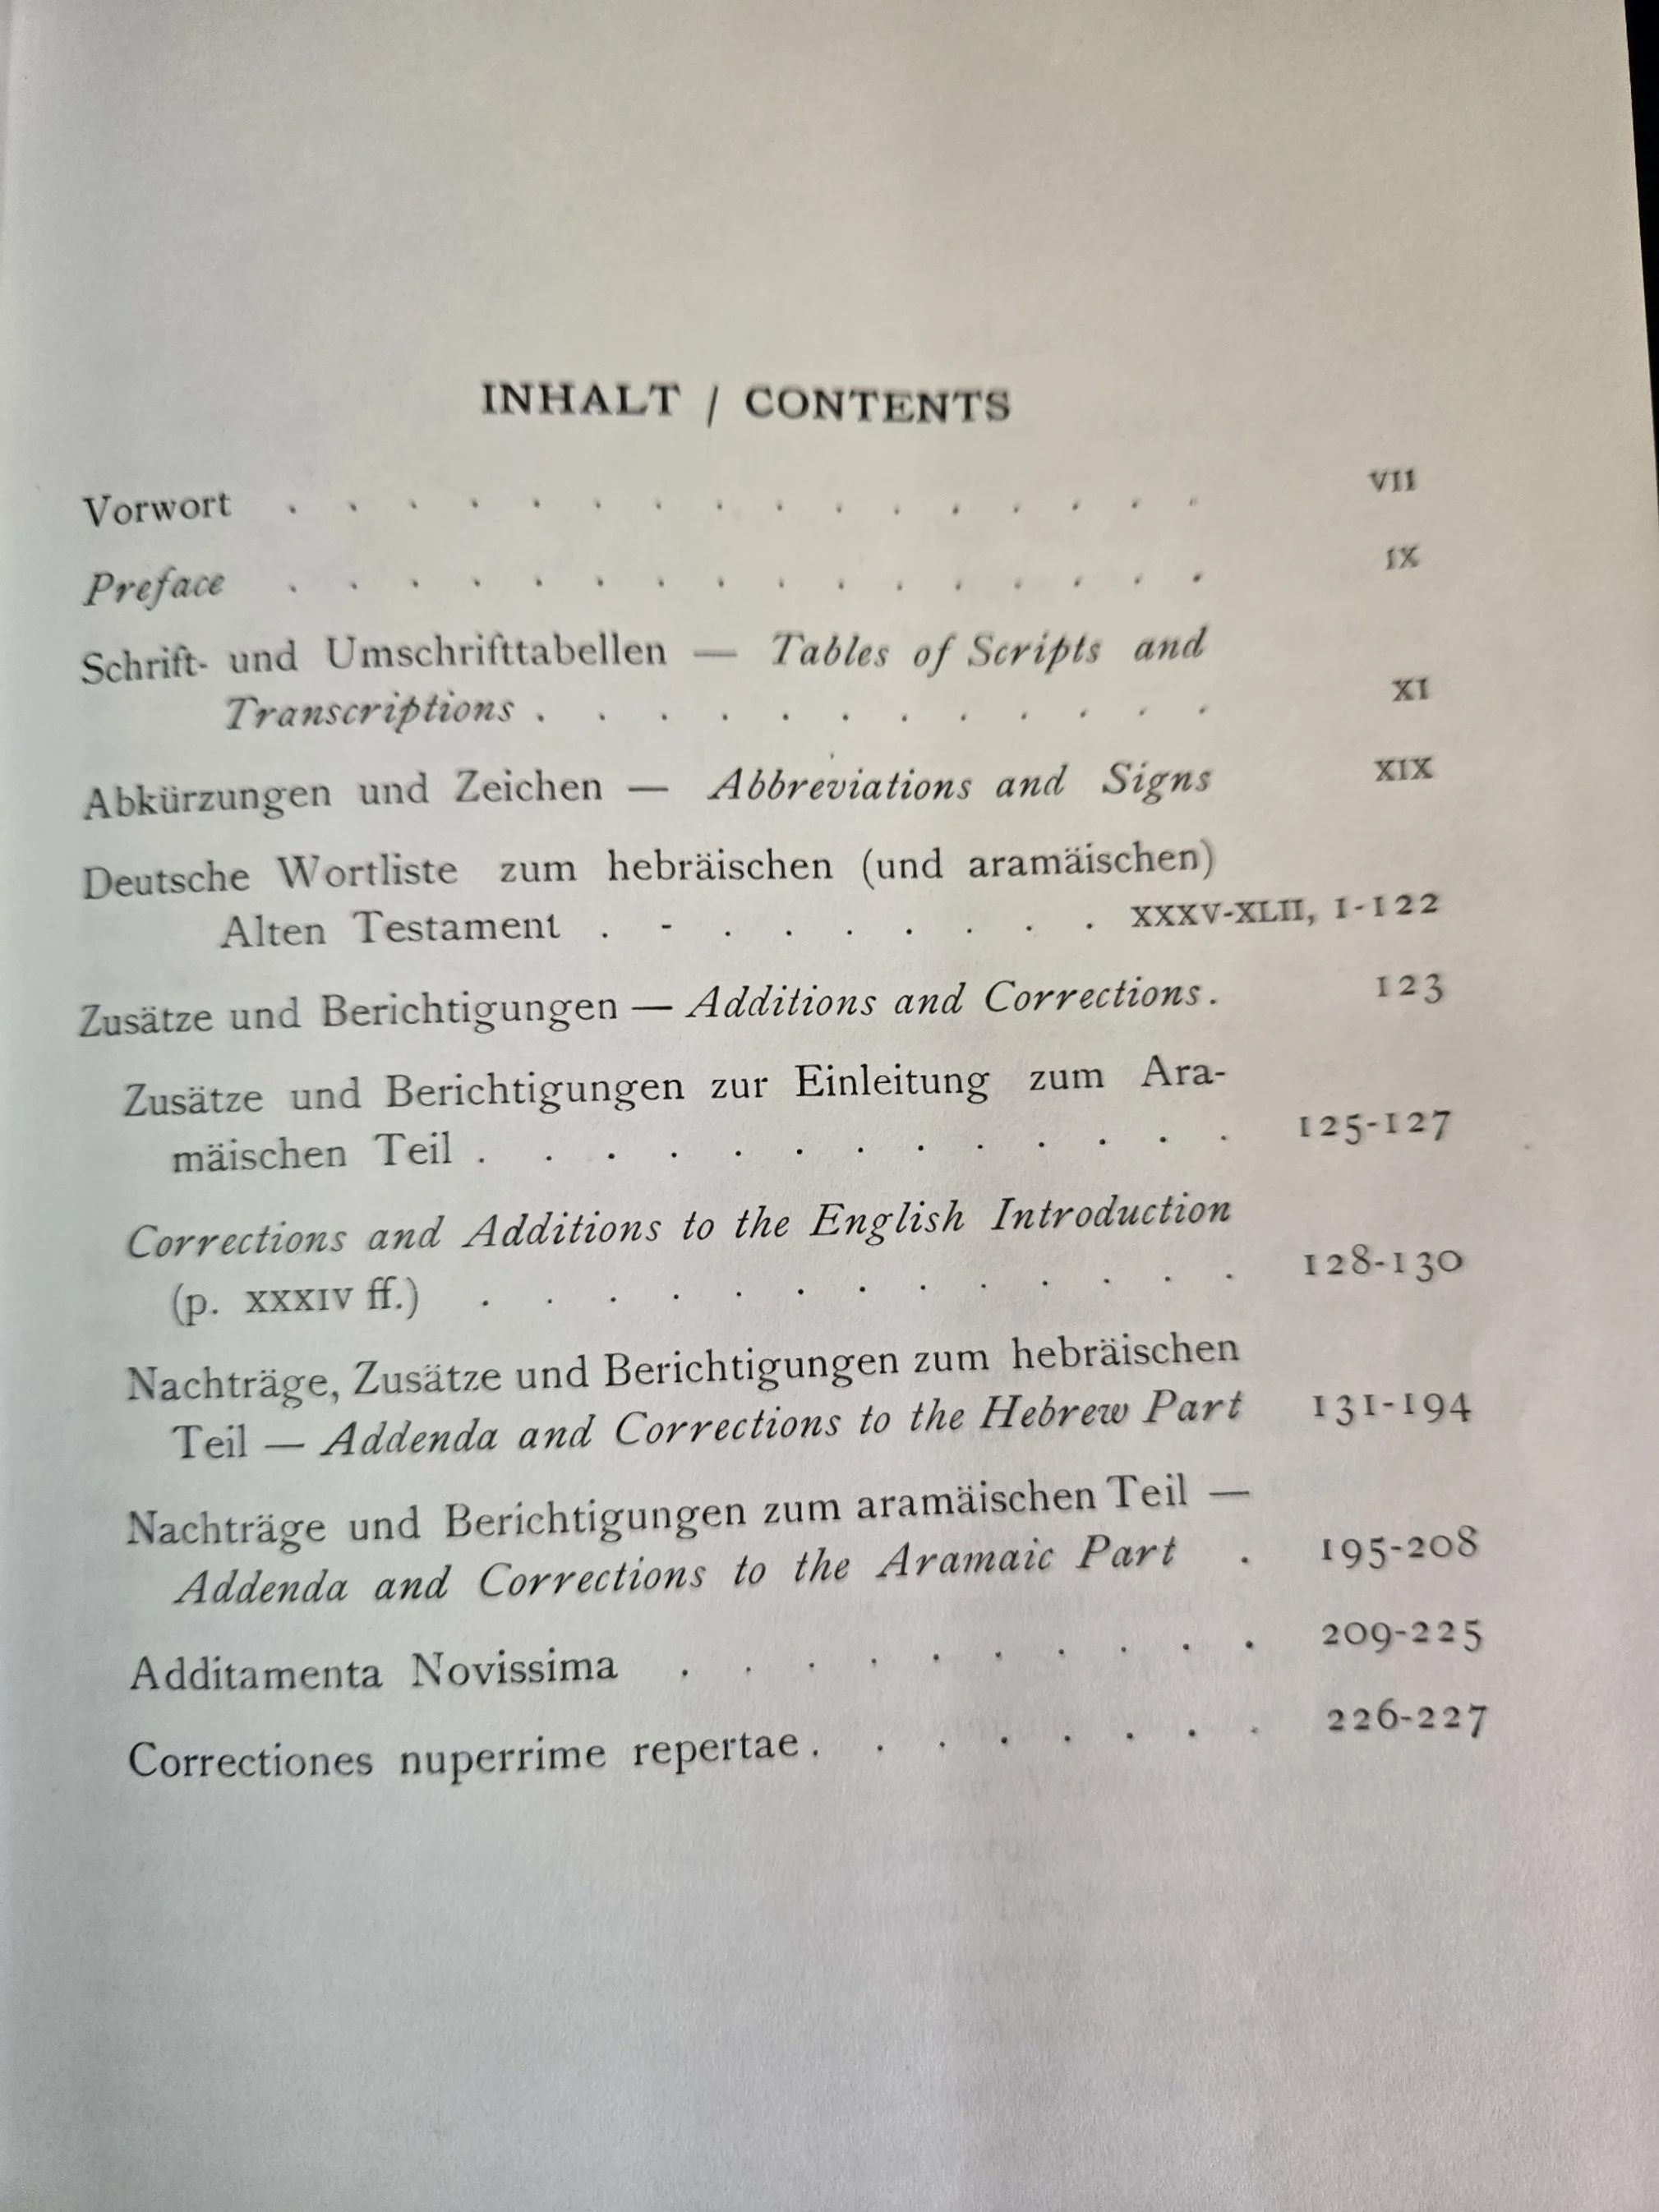 INHALT / CONTENTS
Vorwort . . . . . . . . . . . . . . . . VII
Preface . . . . . . . . . . . . . . . . IX
Schrift- und Umschrifttabellen — Tables of Scripts and
Transcriptions . . . . . . . . . . . . XI
Abkürzungen und Zeichen — Abbreviations and Signs XIX
Deutsche Wortliste zum hebräischen (und aramäischen)
Alten Testament . - . . . . . . . XXXV-XLII, 1-122
Zusätze und Berichtigungen — Additions and Corrections. 123
Zusätze und Berichtigungen zur Einleitung zum Ara-
mäischen Teil . . . . . . . . . . . . . 125-127
Corrections and Additions to the English Introduction
(p. XXXIV ff.) . . . . . . . . . . . . . 128-130
Nachträge, Zusätze und Berichtigungen zum hebräischen
Teil — Addenda and Corrections to the Hebrew Part 131-194
Nachträge und Berichtigungen zum aramäischen Teil —
Addenda and Corrections to the Aramaic Part . 195-208
Additamenta Novissima . . . . . . . . . . 209-225
Correctiones nuperrime repertae. . . . . . . . 226-227